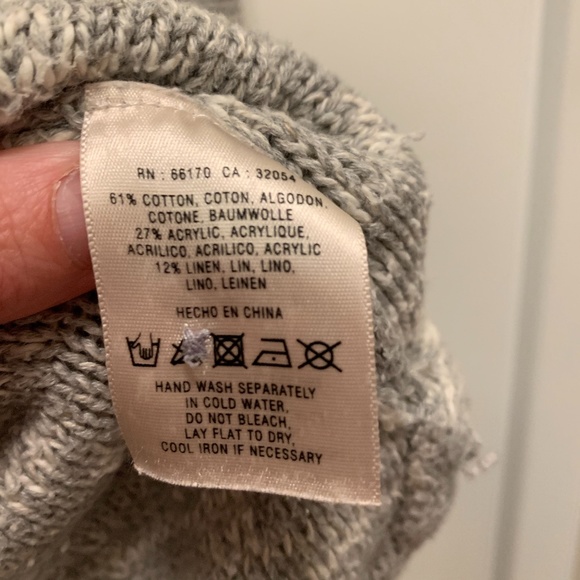 RN : 66170 CA : 32054
61% COTTON, COTON, ALGODON,
COTONE, BAUMWOLLE
27% ACRYLIC, ACRYLIQUE,
ACRILICO, ACRILICO, ACRYLIC
12% LINEN, LIN, LINO,
LINO, LEINEN
HECHO EN CHINA
HAND WASH SEPARATELY
IN COLD WATER,
DO NOT BLEACH,
LAY FLAT TO DRY,
COOL IRON IF NECESSARY